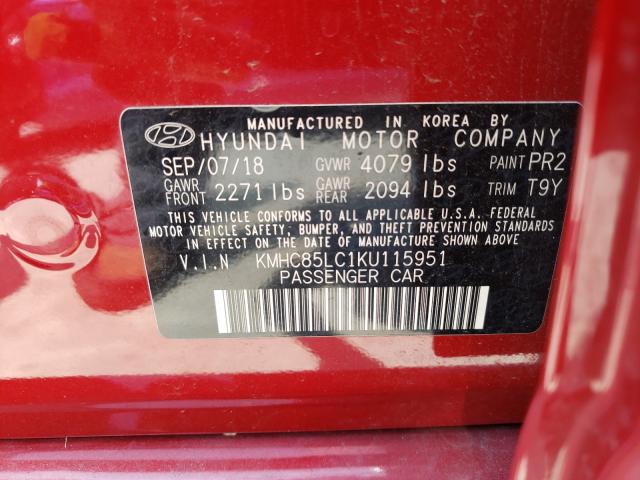 MANUFACTURED IN KOREA BY
HYUNDAI MOTOR COMPANY
SEP/07/18 GVWR 4079 lbs PAINT PR2
GAWR FRONT 2271 lbs GAWR REAR 2094 lbs TRIM T9Y
THIS VEHICLE CONFORMS TO ALL APPLICABLE U.S.A. FEDERAL
MOTOR VEHICLE SAFETY, BUMPER, AND THEFT PREVENTION STANDARDS
IN EFFECT ON THE DATE OF MANUFACTURE SHOWN ABOVE.
V.I.N KMHC85LC1KU115951
PASSENGER CAR